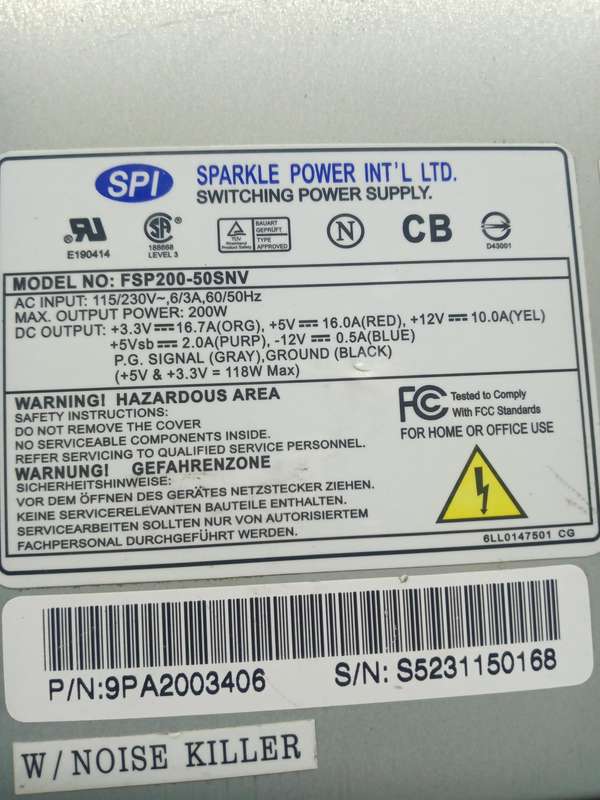 SPI
SPARKLE POWER INT'L LTD.
SWITCHING POWER SUPPLY.
E190414
188668
LEVEL 3
BAUART
GEPRÜFT
TÜV
Rheinland
Product Safety
TYPE
APPROVED
N
CB
D43001
MODEL NO: FSP200-50SNV
AC INPUT: 115/230V~,6/3A,60/50Hz
MAX. OUTPUT POWER: 200W
DC OUTPUT: +3.3V⎓16.7A(ORG), +5V⎓16.0A(RED), +12V⎓10.0A(YEL)
+5Vsb⎓2.0A(PURP), -12V⎓0.5A(BLUE)
P.G. SIGNAL (GRAY),GROUND (BLACK)
(+5V & +3.3V = 118W Max)
WARNING! HAZARDOUS AREA
SAFETY INSTRUCTIONS:
DO NOT REMOVE THE COVER
NO SERVICEABLE COMPONENTS INSIDE.
REFER SERVICING TO QUALIFIED SERVICE PERSONNEL.
WARNUNG! GEFAHRENZONE
SICHERHEITSHINWEISE:
VOR DEM ÖFFNEN DES GERÄTES NETZSTECKER ZIEHEN.
KEINE SERVICERELEVANTEN BAUTEILE ENTHALTEN.
SERVICEARBEITEN SOLLTEN NUR VON AUTORISIERTEM
FACHPERSONAL DURCHGEFÜHRT WERDEN.
FC Tested to Comply
With FCC Standards
FOR HOME OR OFFICE USE
6LL0147501 CG
P/N:9PA2003406
S/N: S5231150168
W/NOISE KILLER